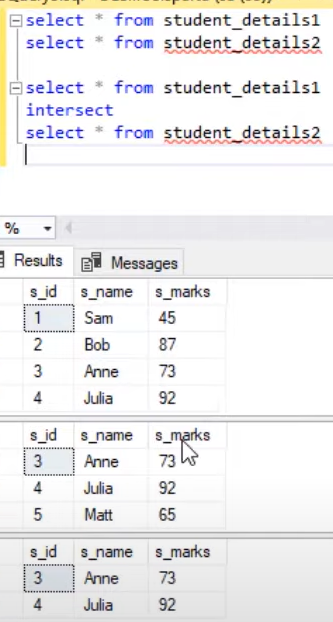 select * from student_details1
select * from student_details2
select * from student_details1
intersect
select * from student_details2
%
Results Messages
s_id s_name s_marks
1 Sam 45
2 Bob 87
3 Anne 73
4 Julia 92
s_id s_name s_marks
3 Anne 73
4 Julia 92
5 Matt 65
s_id s_name s_marks
3 Anne 73
4 Julia 92